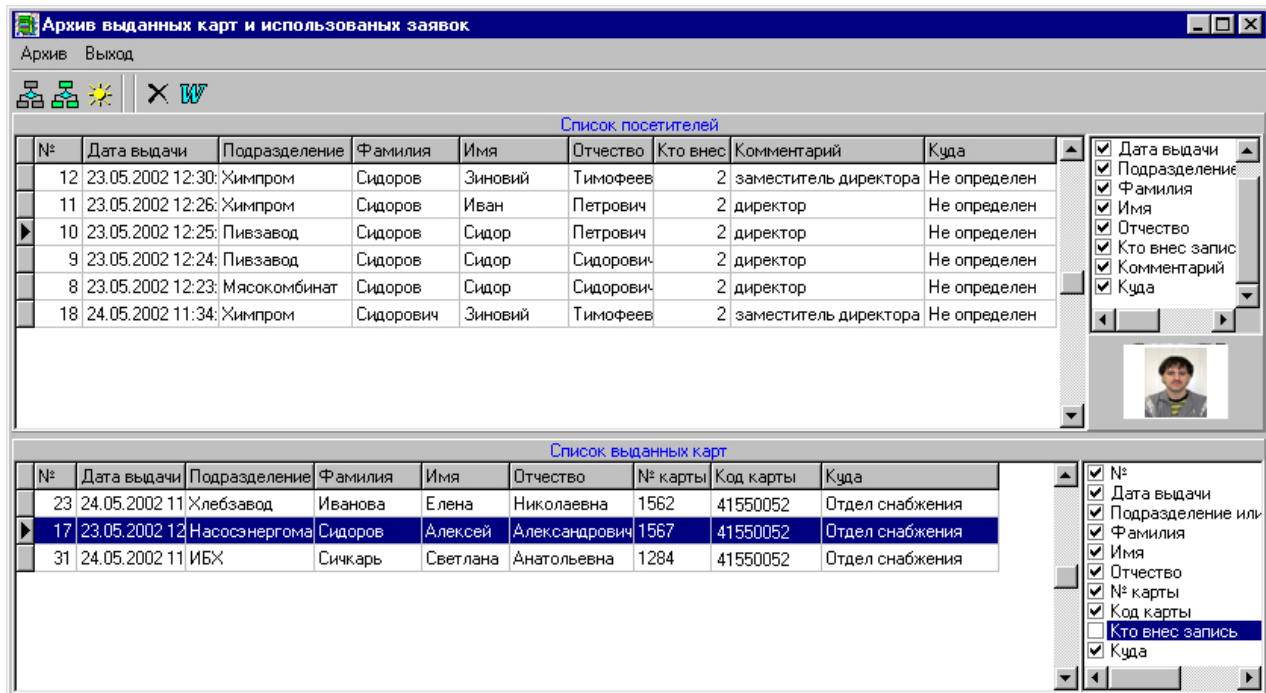 Архив выданных карт и использованых заявок
Архив Выход
W
Список посетителей
№ Дата выдачи Подразделение Фамилия Имя Отчество Кто внес Комментарий Куда
12 23.05.2002 12:30: Химпром Сидоров Зиновий Тимофеев 2 заместитель директора Не определен
11 23.05.2002 12:26: Химпром Сидоров Иван Петрович 2 директор Не определен
10 23.05.2002 12:25: Пивзавод Сидоров Сидор Петрович 2 директор Не определен
9 23.05.2002 12:24: Пивзавод Сидоров Сидор Сидорович 2 директор Не определен
8 23.05.2002 12:23: Мясокомбинат Сидоров Сидор Сидорович 2 директор Не определен
18 24.05.2002 11:34: Химпром Сидорович Зиновий Тимофеев 2 заместитель директора Не определен
Дата выдачи
Подразделение
Фамилия
Имя
Отчество
Кто внес запис
Комментарий
Куда
Список выданных карт
№ Дата выдачи Подразделение Фамилия Имя Отчество № карты Код карты Куда
23 24.05.2002 11 Хлебзавод Иванова Елена Николаевна 1562 41550052 Отдел снабжения
17 23.05.2002 12 Насосэнергома Сидоров Алексей Александрович 1567 41550052 Отдел снабжения
31 24.05.2002 11 ИБХ Сичкарь Светлана Анатольевна 1284 41550052 Отдел снабжения
№
Дата выдачи
Подразделение или
Фамилия
Имя
Отчество
№ карты
Код карты
Кто внес запись
Куда